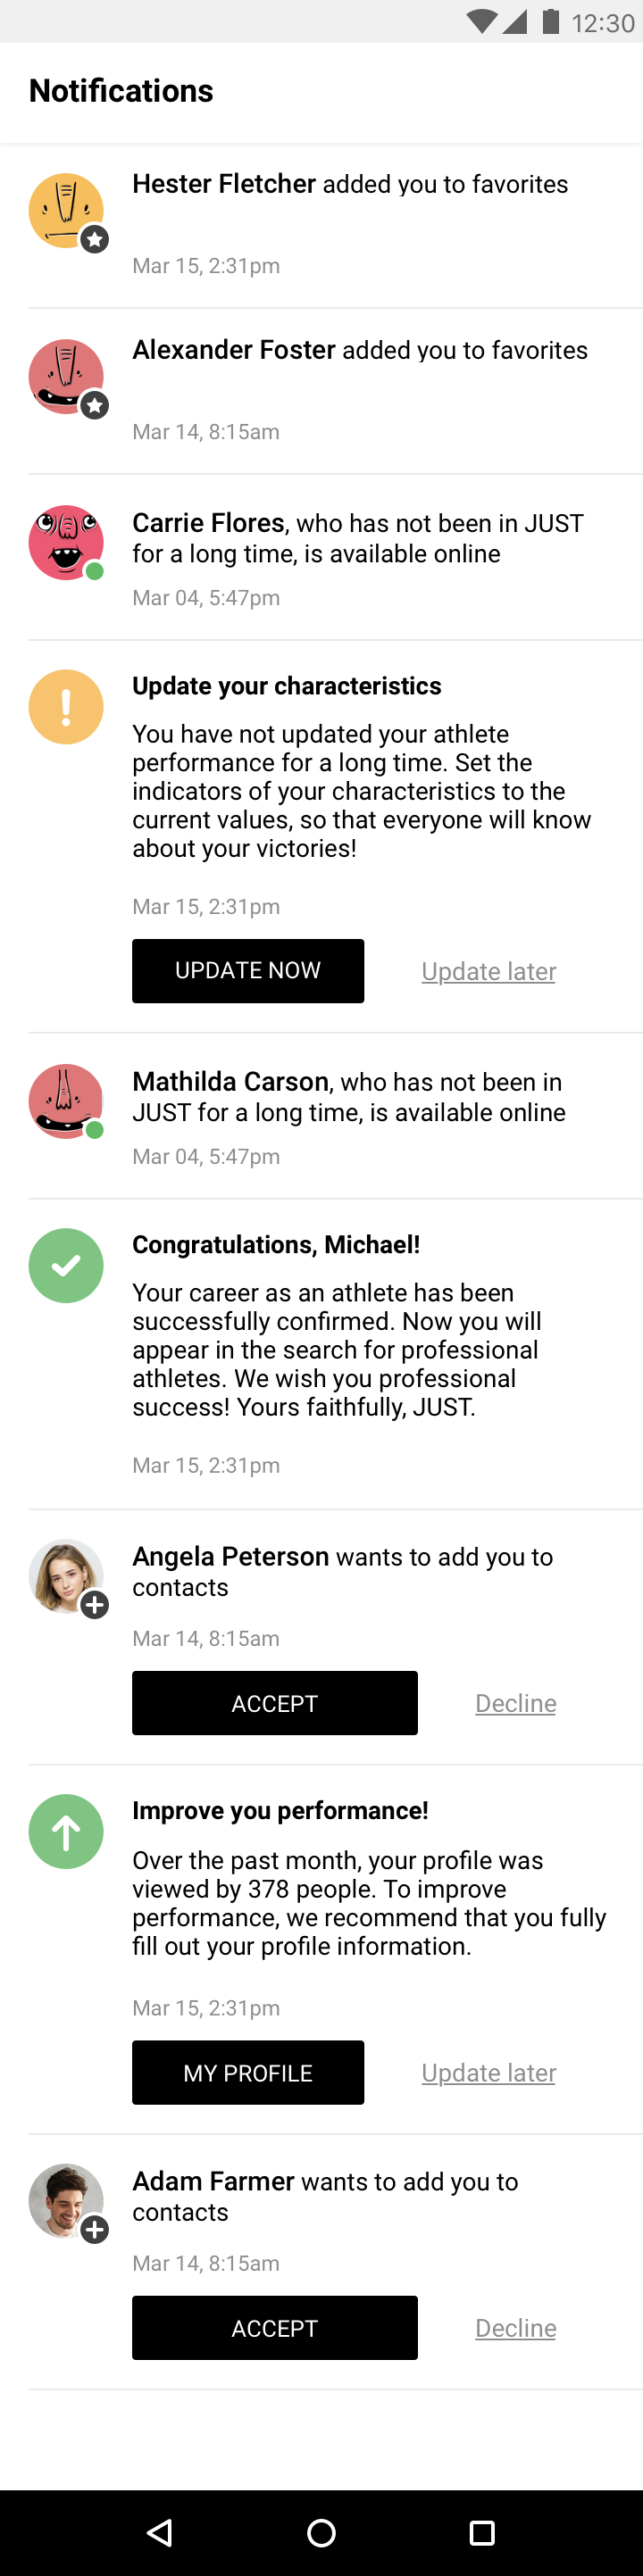 12:30
Notifications
Hester Fletcher added you to favorites
Mar 15, 2:31pm
Alexander Foster added you to favorites
Mar 14, 8:15am
Carrie Flores, who has not been in JUST
for a long time, is available online
Mar 04, 5:47pm
Update your characteristics
You have not updated your athlete
performance for a long time. Set the
indicators of your characteristics to the
current values, so that everyone will know
about your victories!
Mar 15, 2:31pm
UPDATE NOW Update later
Mathilda Carson, who has not been in
JUST for a long time, is available online
Mar 04, 5:47pm
Congratulations, Michael!
Your career as an athlete has been
successfully confirmed. Now you will
appear in the search for professional
athletes. We wish you professional
success! Yours faithfully, JUST.
Mar 15, 2:31pm
Angela Peterson wants to add you to
contacts
Mar 14, 8:15am
ACCEPT Decline
Improve you performance!
Over the past month, your profile was
viewed by 378 people. To improve
performance, we recommend that you fully
fill out your profile information.
Mar 15, 2:31pm
MY PROFILE Update later
Adam Farmer wants to add you to
contacts
Mar 14, 8:15am
ACCEPT Decline